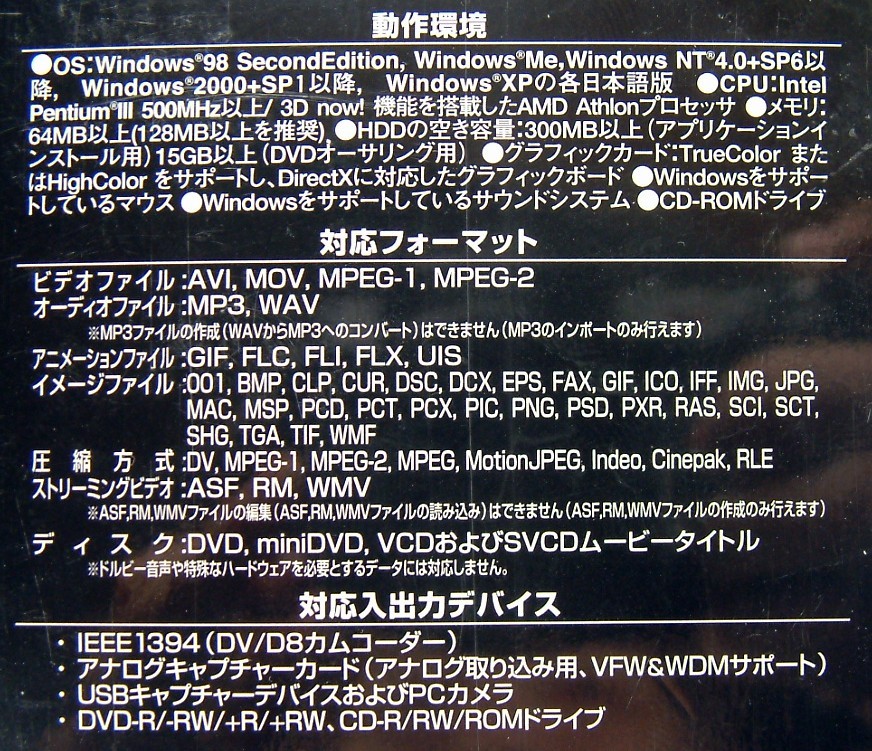 動作環境
●OS:Windows®98 SecondEdition, Windows®Me,Windows NT®4.0+SP6以
降, Windows®2000+SP1以降, Windows®XPの各日本語版 ●CPU:Intel
Pentium®III 500MHz以上/ 3D now! 機能を搭載したAMD Athlonプロセッサ ●メモリ:
64MB以上(128MB以上を推奨) ●HDDの空き容量:300MB以上(アプリケーションイ
ンストール用) 15GB以上(DVDオーサリング用) ●グラフィックカード:TrueColor また
はHighColor をサポートし、DirectXに対応したグラフィックボード ●Windowsをサポー
トしているマウス ●Windowsをサポートしているサウンドシステム ●CD-ROMドライブ
対応フォーマット
ビデオファイル:AVI, MOV, MPEG-1, MPEG-2
オーディオファイル:MP3, WAV
※MP3ファイルの作成(WAVからMP3へのコンバート)はできません(MP3のインポートのみ行えます)
アニメーションファイル:GIF, FLC, FLI, FLX, UIS
イメージファイル:001, BMP, CLP, CUR, DSC, DCX, EPS, FAX, GIF, ICO, IFF, IMG, JPG,
MAC, MSP, PCD, PCT, PCX, PIC, PNG, PSD, PXR, RAS, SCI, SCT,
SHG, TGA, TIF, WMF
圧縮方式:DV, MPEG-1, MPEG-2, MPEG, MotionJPEG, Indeo, Cinepak, RLE
ストリーミングビデオ:ASF, RM, WMV
※ASF,RM,WMVファイルの編集(ASF,RM,WMVファイルの読み込み)はできません(ASF,RM,WMVファイルの作成のみ行えます)
ディスク:DVD, miniDVD, VCDおよびSVCDムービータイトル
※ドルビー音声や特殊なハードウェアを必要とするデータには対応しません。
対応入出力デバイス
・IEEE1394(DV/D8カムコーダー)
・アナログキャプチャーカード(アナログ取り込み用、VFW&WDMサポート)
・USBキャプチャーデバイスおよびPCカメラ
・DVD-R/-RW/+R/+RW、CD-R/RW/ROMドライブ